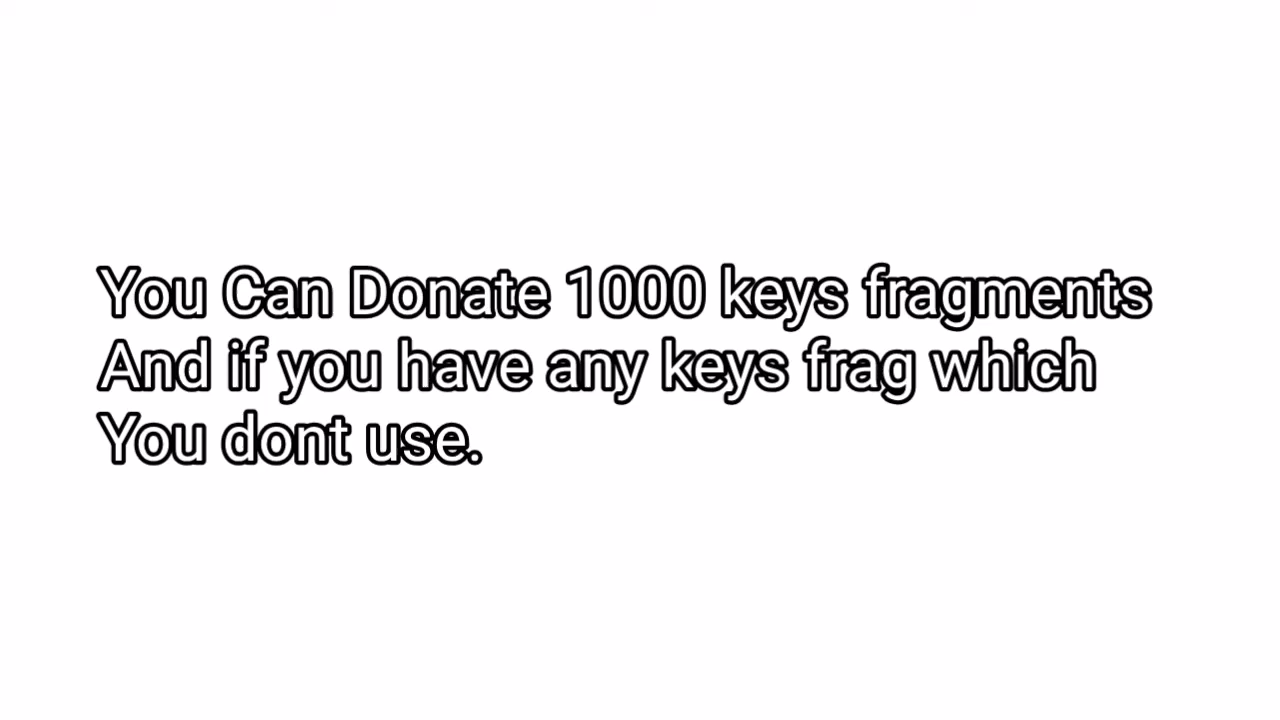 You Can Donate 1000 keys fragments
And if you have any keys frag which
You dont use.